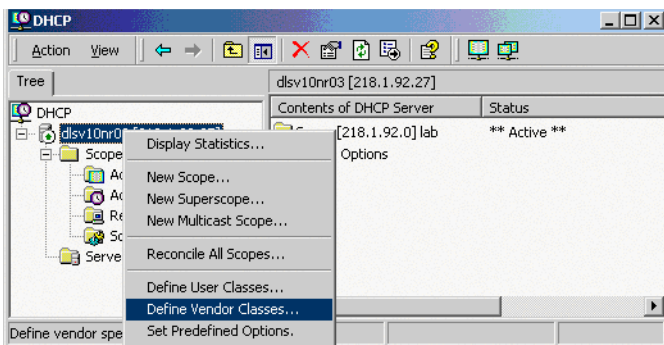 DHCP
Action View
Tree
dlsv10nr03 [218.1.92.27]
DHCP
Contents of DHCP Server
Status
[218.1.92.0] lab
** Active **
Scope
Options
Serve
Display Statistics...
New Scope...
New Superscope...
New Multicast Scope...
Reconcile All Scopes...
Define User Classes...
Define Vendor Classes...
Set Predefined Options.
Define vendor spe